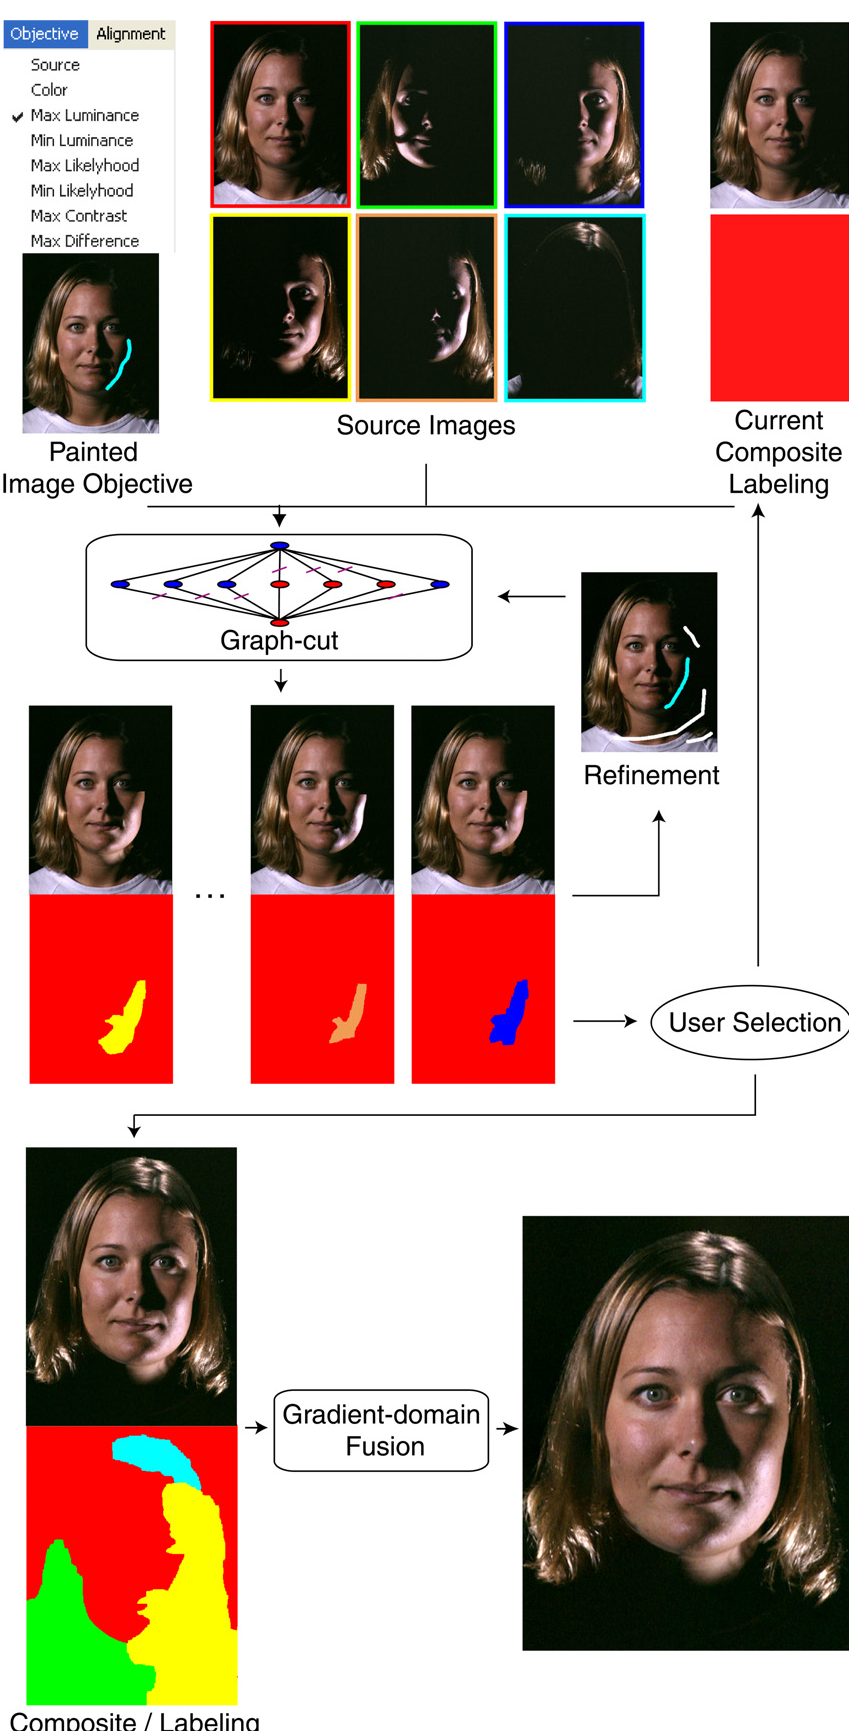 Objective Alignment
Source
Color
Max Luminance
Min Luminance
Max Likelyhood
Min Likelyhood
Max Contrast
Max Difference
Painted
Image Objective
Source Images
Current
Composite
Labeling
Graph-cut
Refinement
...
User Selection
Gradient-domain
Fusion
Composite / Labeling